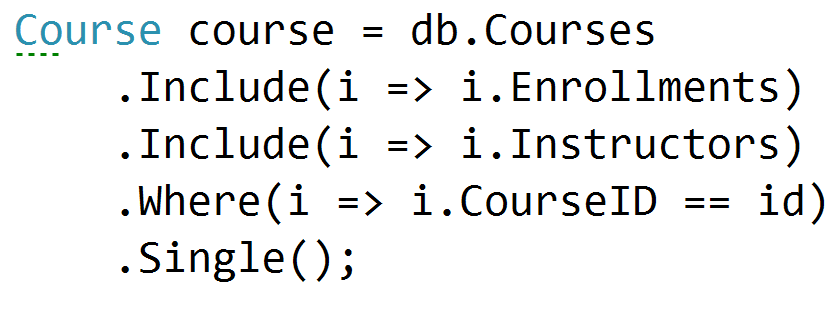 Course course = db.Courses
    .Include(i => i.Enrollments)
    .Include(i => i.Instructors)
    .Where(i => i.CourseID == id)
    .Single();